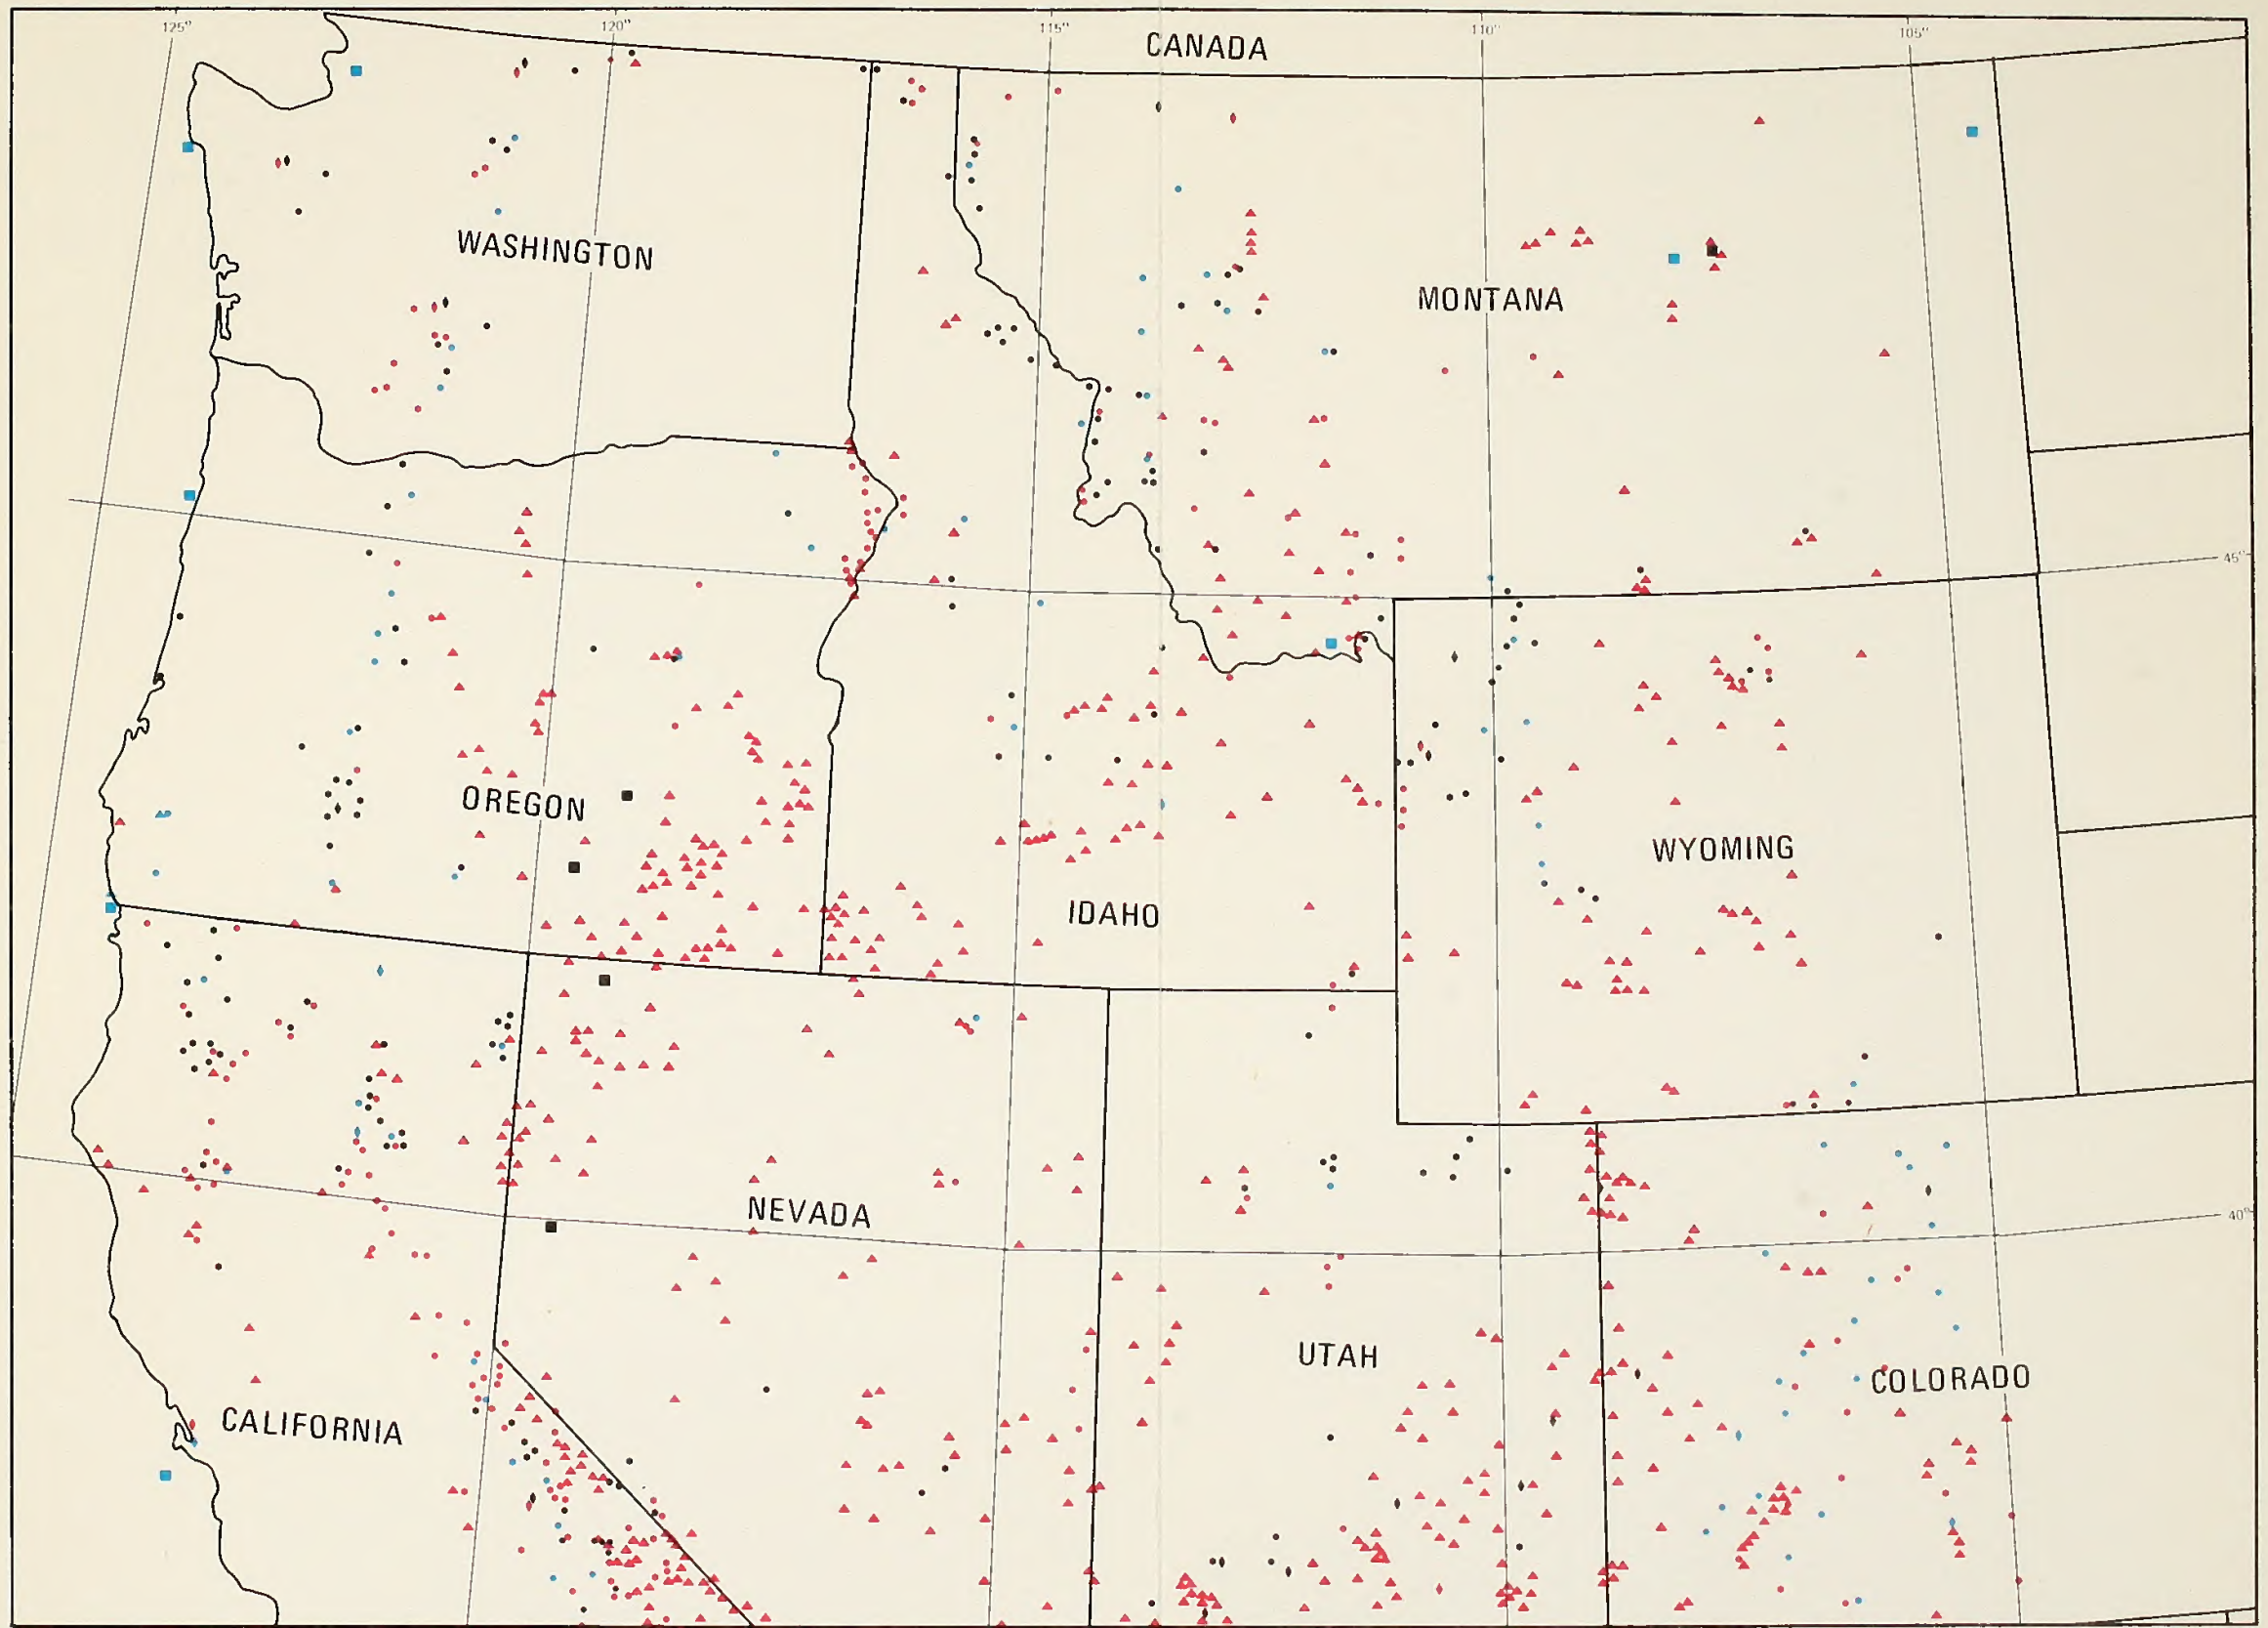 125°
120°
115°
110°
105°
CANADA
WASHINGTON
MONTANA
45°
OREGON
WYOMING
IDAHO
NEVADA
40°
UTAH
COLORADO
CALIFORNIA